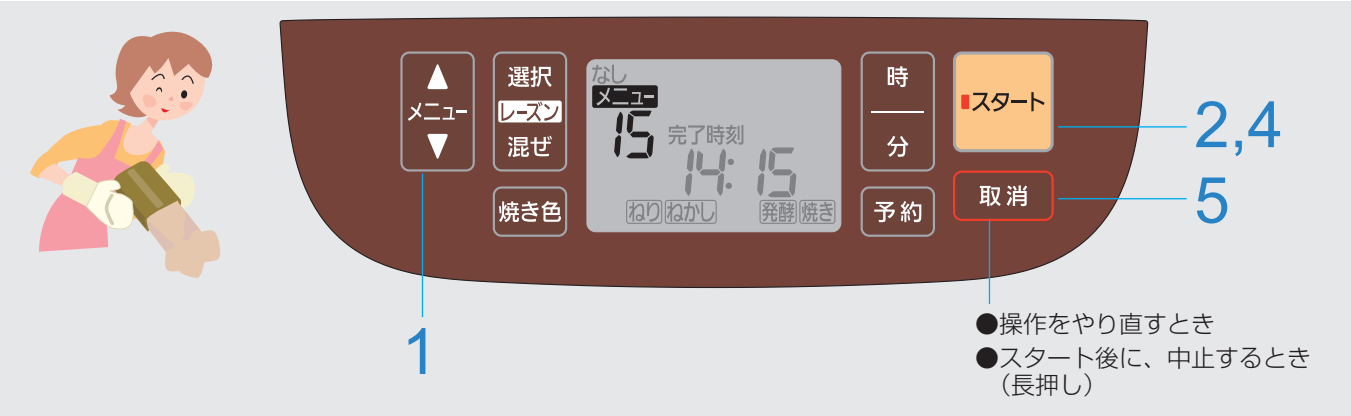 ▲
メニュー
▼
選択
レーズン
混ぜ
焼き色
なし
メニュー
15
完了時刻
14:15
ねり ねかし 発酵 焼き
時
分
予約
スタート
取消
1
2,4
5
●操作をやり直すとき
●スタート後に、中止するとき
（長押し）